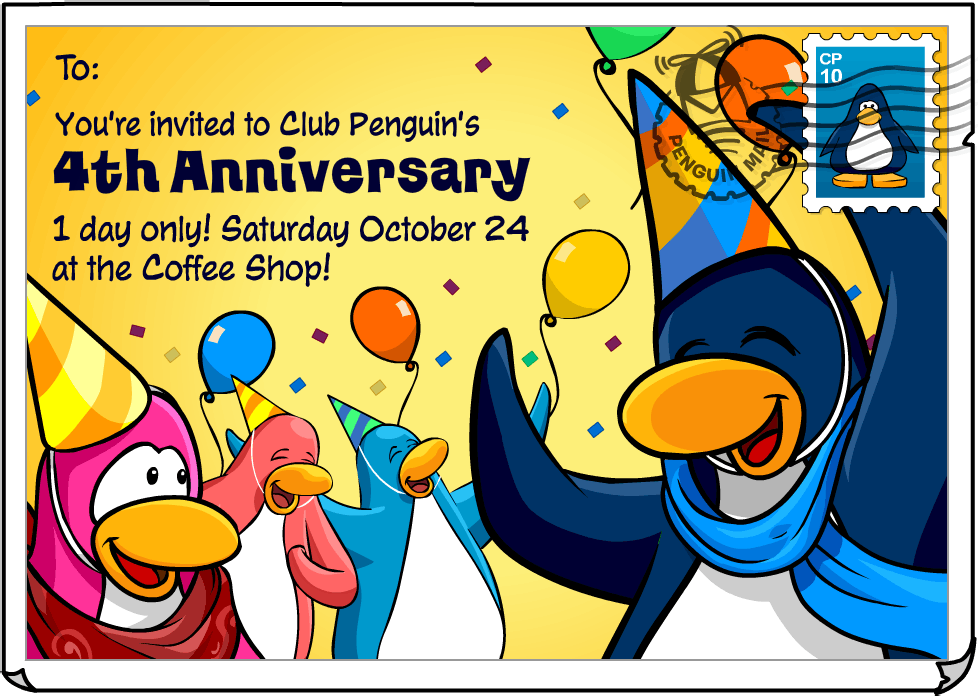 To:
You're invited to Club Penguin's
4th Anniversary
1 day only! Saturday October 24
at the Coffee Shop!
CP
10
PENGUIN